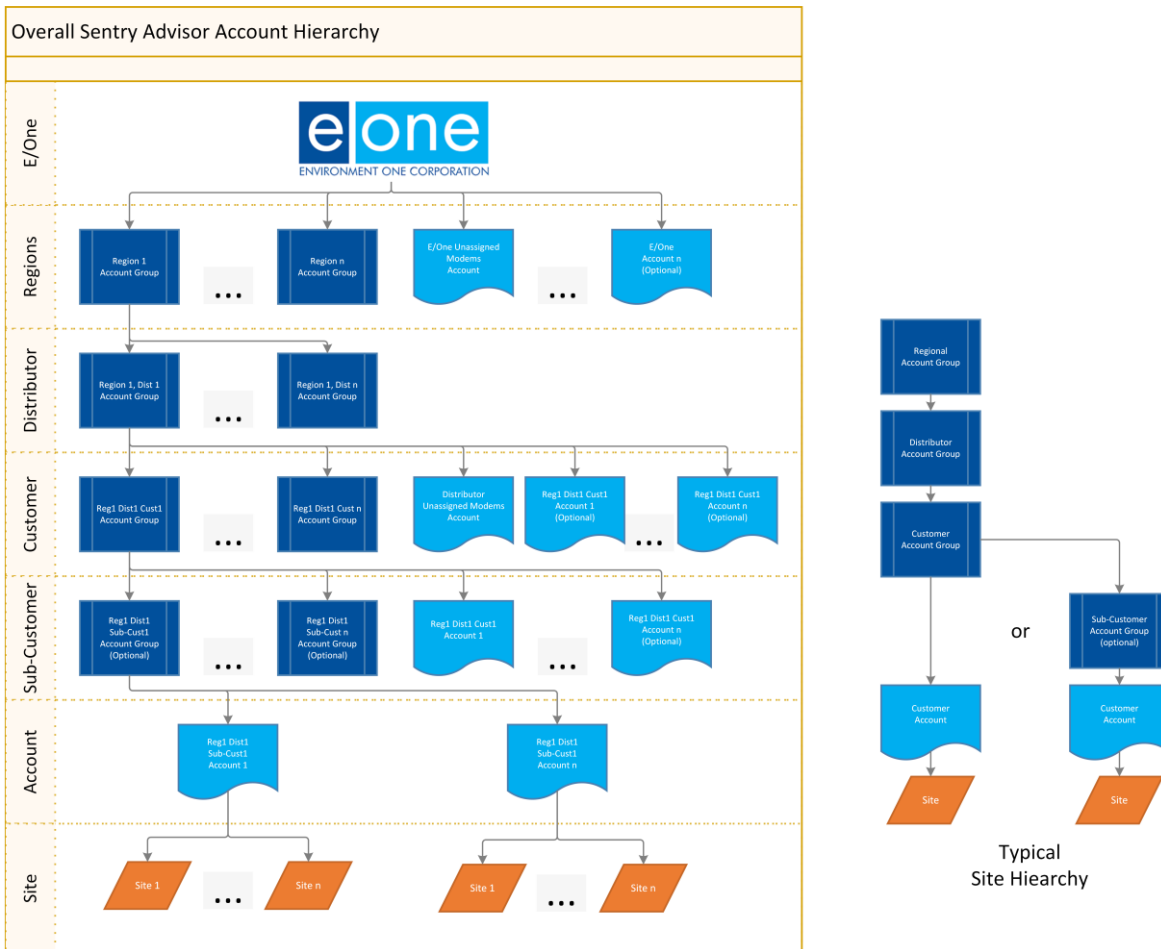 Overall Sentry Advisor Account Hierarchy
E/One
e one
ENVIRONMENT ONE CORPORATION
Regions
Region 1
Account Group
...
Region n
Account Group
E/One Unassigned
Modems
Account
...
E/One
Account n
(Optional)
Distributor
Region 1, Dist 1
Account Group
...
Region 1, Dist n
Account Group
Customer
Reg1 Dist1 Cust1
Account Group
...
Reg1 Dist1 Cust n
Account Group
Distributor
Unassigned Modems
Account
Reg1 Dist1 Cust1
Account 1
(Optional)
...
Reg1 Dist1 Cust1
Account n
(Optional)
Sub-Customer
Reg1 Dist1
Sub-Cust1
Account Group
(Optional)
...
Reg1 Dist1
Sub-Cust n
Account Group
(Optional)
Reg1 Dist1 Cust1
Account 1
...
Reg1 Dist1 Cust1
Account n
(Optional)
Account
Reg1 Dist1
Sub-Cust1
Account 1
Reg1 Dist1
Sub-Cust1
Account n
Site
Site 1
...
Site n
Site 1
...
Site n
Regional
Account Group
Distributor
Account Group
Customer
Account Group
or
Sub-Customer
Account Group
(optional)
Customer
Account
Customer
Account
Site
Site
Typical
Site Hiearchy